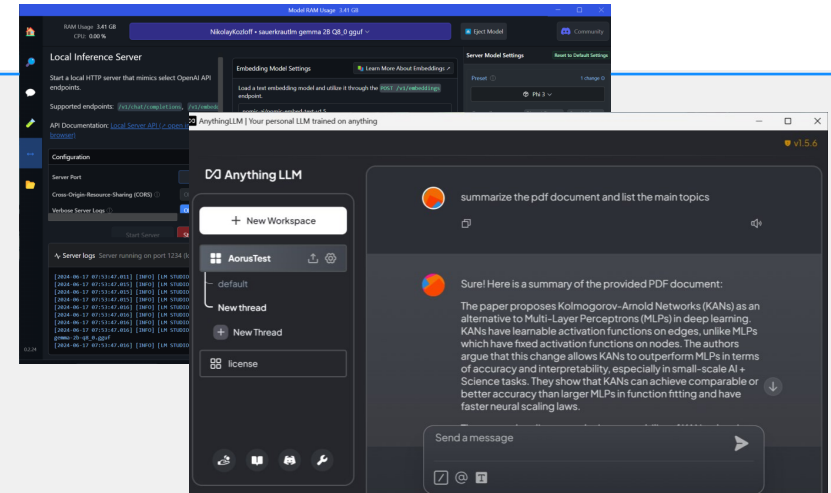 Model RAM Usage 3.41 GB
RAM Usage 3.41 GB
CPU: 0.00 %
NikolayKozloff • sauerkrautlm gemma 2B Q8_0 gguf
Eject Model
Community
Local Inference Server
Start a local HTTP server that mimics select OpenAI API
endpoints.
Supported endpoints: /v1/chat/completions, /v1/embedd
API Documentation: Local Server API (↗ open
browser)
Configuration
Server Port
Cross-Origin-Resource-Sharing (CORS)
Verbose Server Logs
Start Server
Server logs Server running on port 1234
[2024-06-17 07:53:47.011] [INFO] [LM STUDIO
[2024-06-17 07:53:47.015] [INFO] [LM STUDIO
[2024-06-17 07:53:47.015] [INFO] [LM STUDIO
[2024-06-17 07:53:47.016] [INFO] [LM STUDIO
[2024-06-17 07:53:47.016] [INFO] [LM STUDIO
[2024-06-17 07:53:47.016] [INFO] [LM STUDIO
[2024-06-17 07:53:47.016] [INFO] [LM STUDIO
gemma-2b-q8_0.gguf
[2024-06-17 07:53:47.016] [INFO] [LM STUDIO
0.2.24
Embedding Model Settings
Learn More About Embeddings ↗
Load a text embedding model and utilize it through the POST /v1/embeddings
endpoint.
Server Model Settings
Reset to Default Settings
Preset
1 change
Phi 3
AnythingLLM | Your personal LLM trained on anything
v1.5.6
Anything LLM
+ New Workspace
AorusTest
default
New thread
+ New Thread
license
summarize the pdf document and list the main topics
Sure! Here is a summary of the provided PDF document:
The paper proposes Kolmogorov-Arnold Networks (KANs) as an
alternative to Multi-Layer Perceptrons (MLPs) in deep learning.
KANs have learnable activation functions on edges, unlike MLPs
which have fixed activation functions on nodes. The authors
argue that this change allows KANs to outperform MLPs in terms
of accuracy and interpretability, especially in small-scale AI +
Science tasks. They show that KANs can achieve comparable or
better accuracy than larger MLPs in function fitting and have
faster neural scaling laws.
Send a message